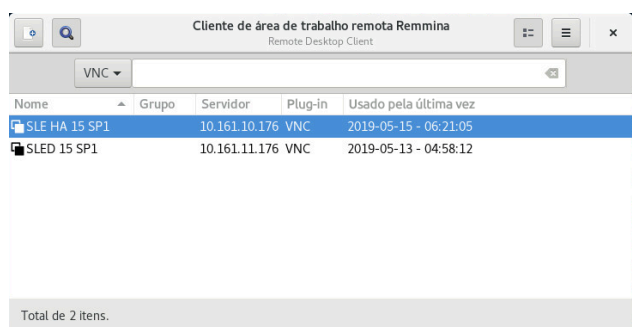 Cliente de área de trabalho remota Remmina
Remote Desktop Client
VNC
Nome Grupo Servidor Plug-in Usado pela última vez
SLE HA 15 SP1 10.161.10.176 VNC 2019-05-15 - 06:21:05
SLED 15 SP1 10.161.11.176 VNC 2019-05-13 - 04:58:12
Total de 2 itens.